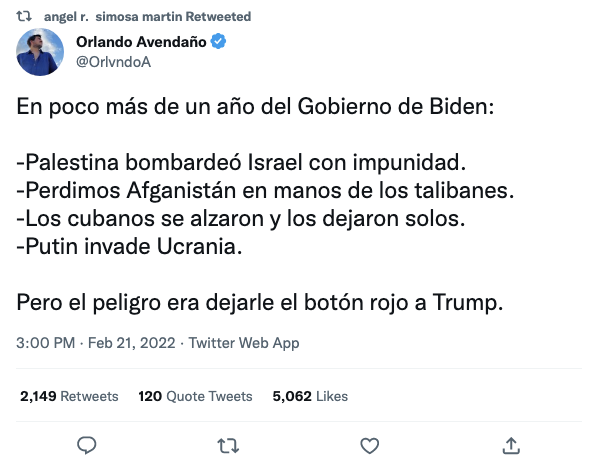 angel r. simosa martin Retweeted
Orlando Avendaño
@OrlvndoA
En poco más de un año del Gobierno de Biden:
-Palestina bombardeó Israel con impunidad.
-Perdimos Afganistán en manos de los talibanes.
-Los cubanos se alzaron y los dejaron solos.
-Putin invade Ucrania.
Pero el peligro era dejarle el botón rojo a Trump.
3:00 PM · Feb 21, 2022 · Twitter Web App
2,149 Retweets 120 Quote Tweets 5,062 Likes